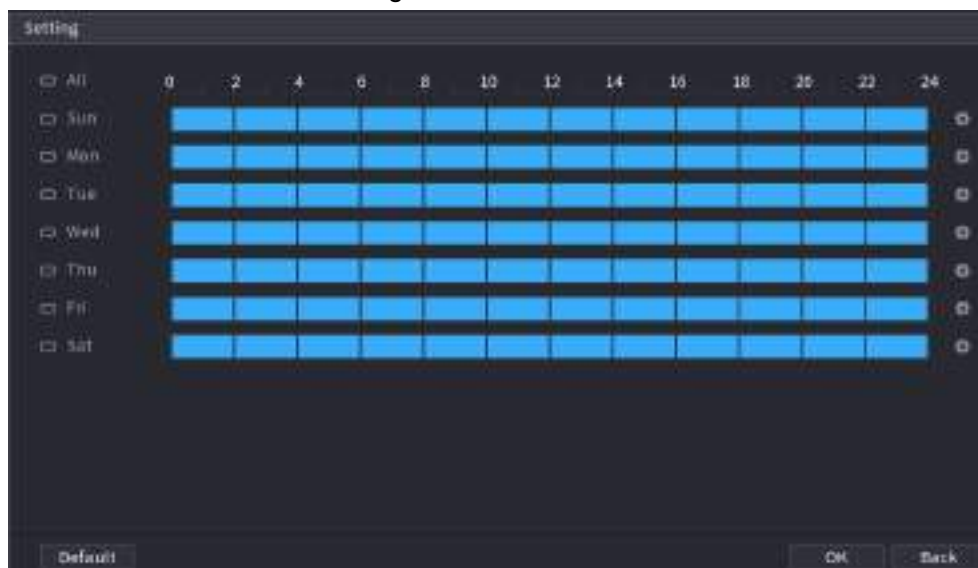 Setting
All 0 2 4 6 8 10 12 14 16 18 20 22 24
Sun
Mon
Tue
Wed
Thu
Fri
Sat
Default OK Back